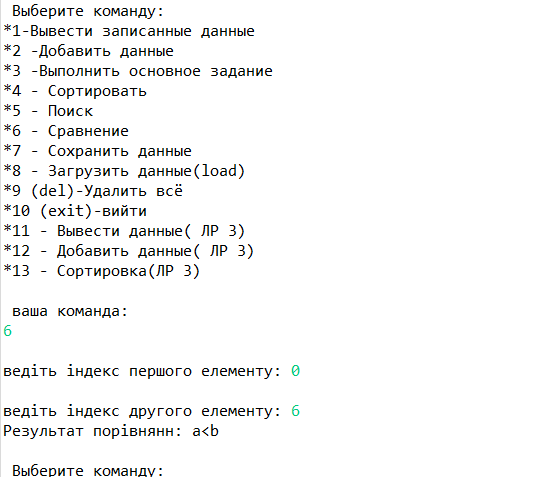 Выберите команду:
*1-Вывести записанные данные
*2 -Добавить данные
*3 -Выполнить основное задание
*4 - Сортировать
*5 - Поиск
*6 - Сравнение
*7 - Сохранить данные
*8 - Загрузить данные(load)
*9 (del)-Удалить всё
*10 (exit)-вийти
*11 - Вывести данные( ЛР 3)
*12 - Добавить данные( ЛР 3)
*13 - Сортировка(ЛР 3)
ваша команда:
6
ведіть індекс першого елементу: 0
ведіть індекс другого елементу: 6
Результат порівнянн: a<b
Выберите команду: